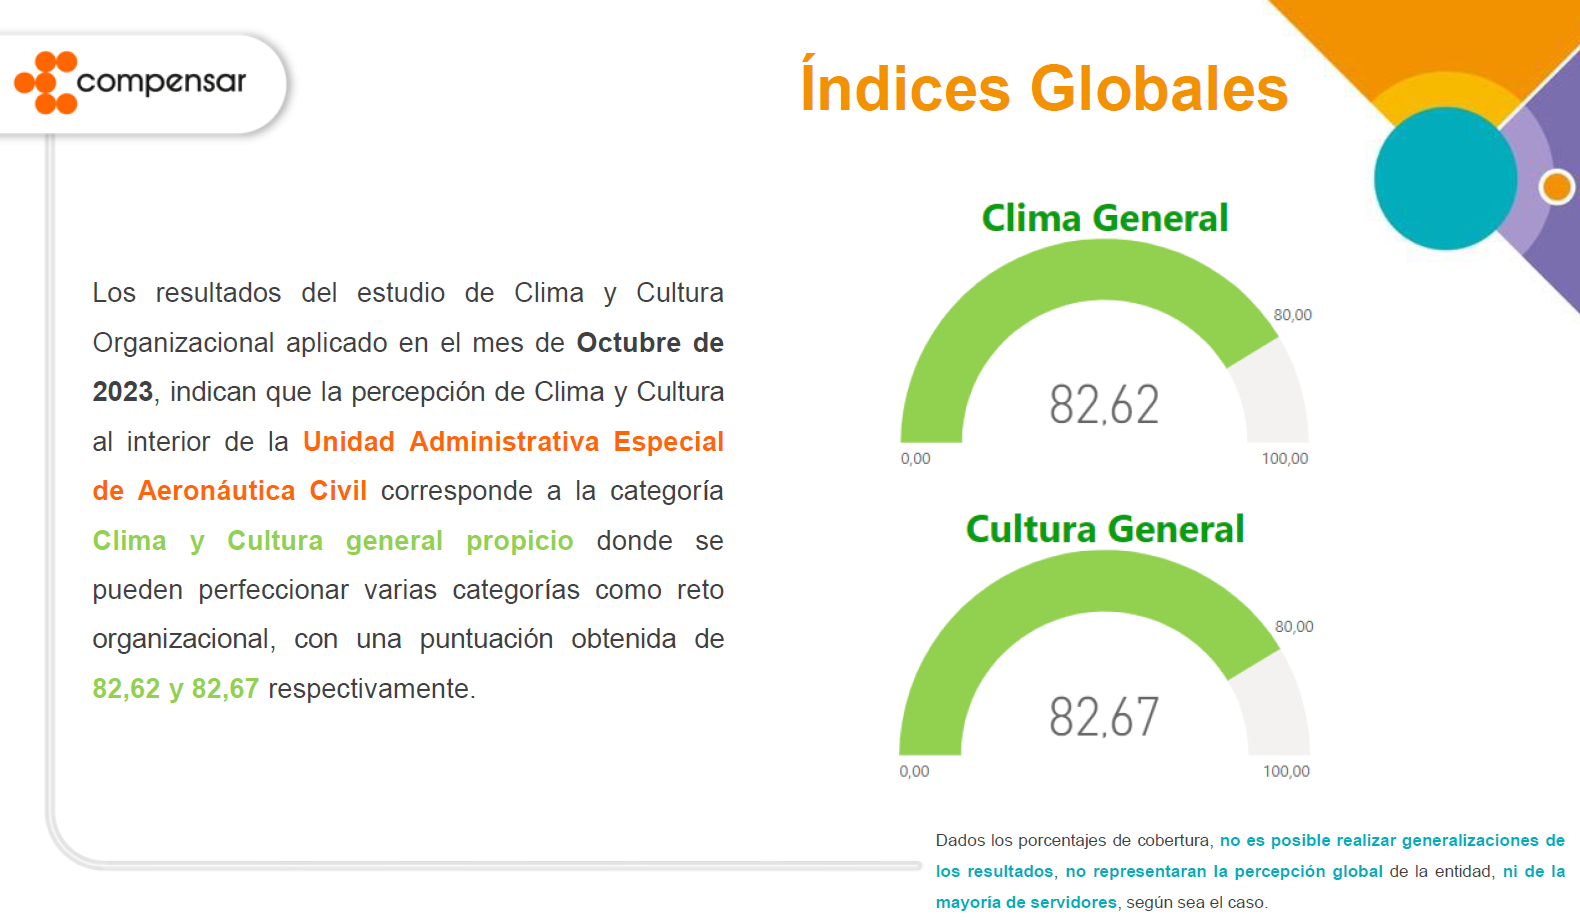 compensar
Índices Globales
Los resultados del estudio de Clima y Cultura
Organizacional aplicado en el mes de Octubre de
2023, indican que la percepción de Clima y Cultura
al interior de la Unidad Administrativa Especial
de Aeronáutica Civil corresponde a la categoría
Clima y Cultura general propicio donde se
pueden perfeccionar varias categorías como reto
organizacional, con una puntuación obtenida de
82,62 y 82,67 respectivamente.
Clima General
80,00
82,62
0,00
100,00
Cultura General
80,00
82,67
0,00
100,00
Dados los porcentajes de cobertura, no es posible realizar generalizaciones de
los resultados, no representaran la percepción global de la entidad, ni de la
mayoría de servidores, según sea el caso.